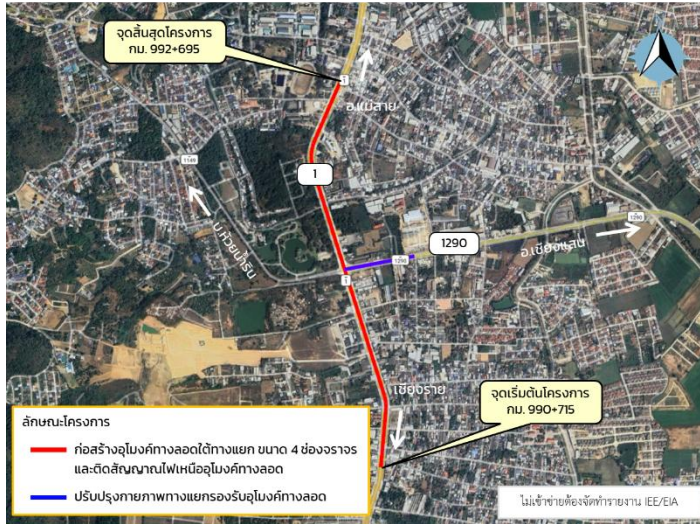 จุดสิ้นสุดโครงการ
กม. 992+695
1
อ.แม่สาย
1149
1
บ.ห้วยน้ำริน
1290
1290
อ.เชียงแสน
1290
1
เชียงราย
จุดเริ่มต้นโครงการ
กม. 990+715
ลักษณะโครงการ
ก่อสร้างอุโมงค์ทางลอดใต้ทางแยก ขนาด 4 ช่องจราจร
และติดสัญญาณไฟเหนืออุโมงค์ทางลอด
ปรับปรุงกายภาพทางแยกรองรับอุโมงค์ทางลอด
ไม่เข้าข่ายต้องจัดทำรายงาน IEE/EIA